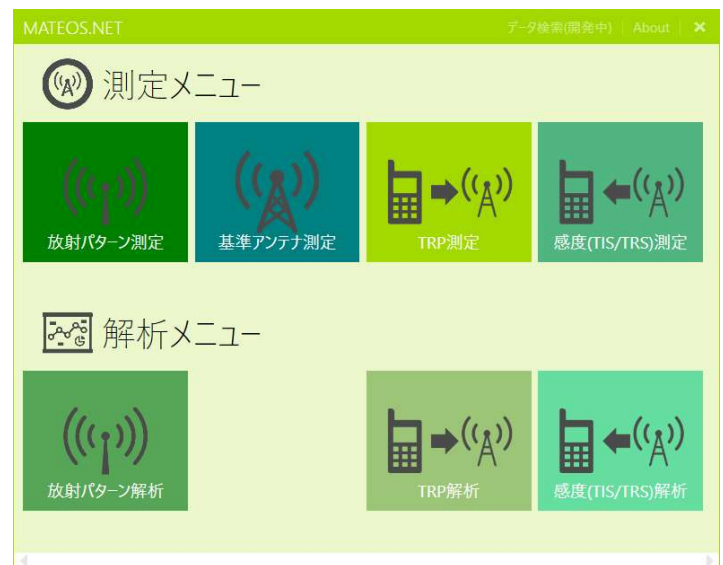 MATEOS.NET
データ検索(開発中) About ×
測定メニュー
放射パターン測定 基準アンテナ測定 TRP測定 感度(TIS/TRS)測定
解析メニュー
放射パターン解析 TRP解析 感度(TIS/TRS)解析